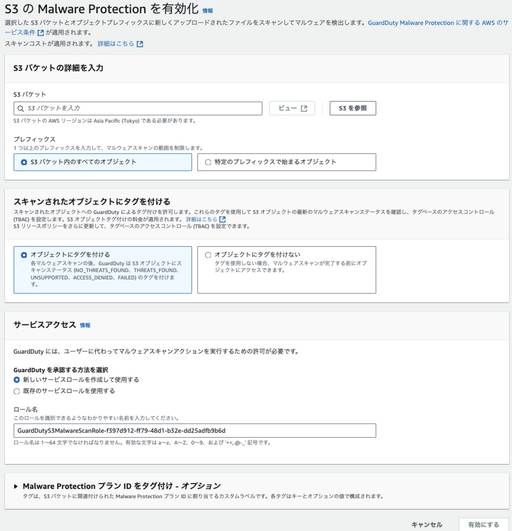 S3 の Malware Protection を有効化 情報
選択した S3 バケットとオブジェクトプレフィックスに新しくアップロードされたファイルをスキャンしてマルウェアを検出します。GuardDuty Malware Protection に関する AWS のサ
ービス条件 が適用されます。
スキャンコストが適用されます。 詳細はこちら
S3 バケットの詳細を入力
S3 バケット
S3 バケットを入力
ビュー
S3 を参照
S3 バケットの AWS リージョンは Asia Pacific (Tokyo) である必要があります。
プレフィックス
1 つ以上のプレフィックスを入力して、マルウェアスキャンの範囲を制限します。
S3 バケット内のすべてのオブジェクト
特定のプレフィックスで始まるオブジェクト
スキャンされたオブジェクトにタグを付ける
スキャンされたオブジェクトへの GuardDuty によるタグ付けを許可します。これらのタグを使用して S3 オブジェクトの最新のマルウェアスキャンステータスを確認し、タグベースのアクセスコントロール
(TBAC) を設定します。S3 オブジェクトタグ付けの料金が適用されます。 詳細はこちら
S3 リソースポリシーをさらに更新して、タグベースのアクセスコントロール (TBAC) を設定できます。
オブジェクトにタグを付ける
各マルウェアスキャンの後、GuardDuty は S3 オブジェクトにス
キャンステータス (NO_THREATS_FOUND、THREATS_FOUND、
UNSUPPORTED、ACCESS_DENIED、FAILED) のタグを付けま
す。
オブジェクトにタグを付けない
タグを使用しない場合、マルウェアスキャンが完了する前にオブ
ジェクトにアクセスできます。
サービスアクセス 情報
GuardDuty には、ユーザーに代わってマルウェアスキャンアクションを実行するための許可が必要です。
GuardDuty を承認する方法を選択
新しいサービスロールを作成して使用する
既存のサービスロールを使用する
ロール名
このロールを識別できるようなわかりやすい名前を入力してください。
GuardDutyS3MalwareScanRole-f397d912-ff79-48d1-b32e-dd25adfb9b6d
ロール名は 1〜64 文字でなければなりません。有効な文字は a〜z、A〜Z、0〜9、および '+=,.@-_' 記号です。
Malware Protection プラン ID をタグ付け - オプション
タグは、S3 バケットに関連付けられた Malware Protection プラン ID に割り当てるカスタムラベルです。各タグはキーとオプションの値で構成されます。
キャンセル
有効にする